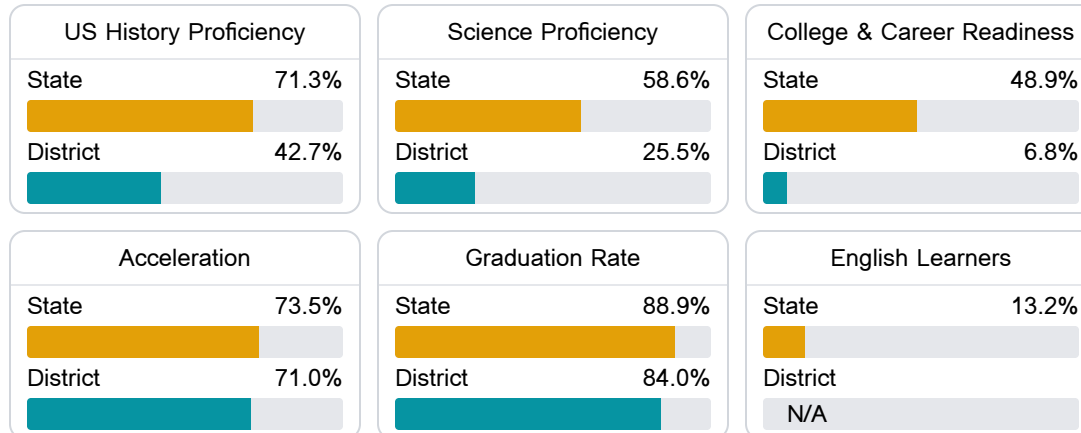 US History Proficiency
State 71.3%
District 42.7%
Science Proficiency
State 58.6%
District 25.5%
College & Career Readiness
State 48.9%
District 6.8%
Acceleration
State 73.5%
District 71.0%
Graduation Rate
State 88.9%
District 84.0%
English Learners
State 13.2%
District
N/A